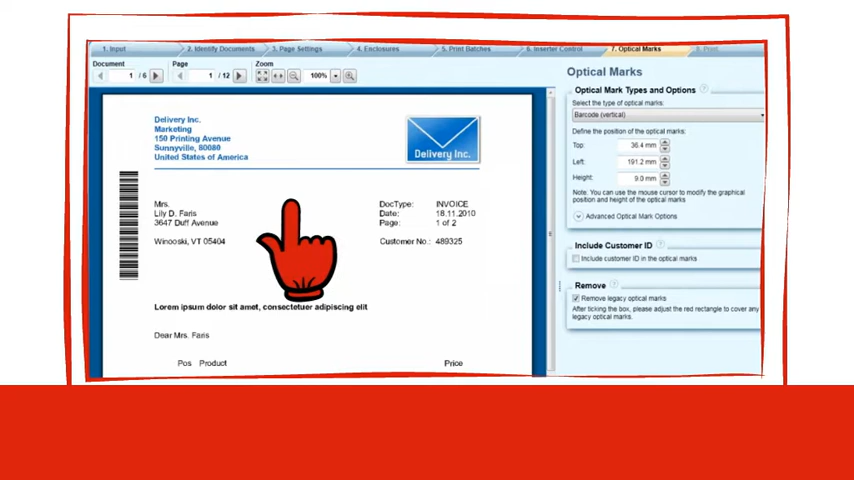 1. Input 2. Identify Documents 3. Page Settings 4. Enclosures 5. Print Batches 6. Inserter Control 7. Optical Marks 8. Print
Document Page Zoom
1 / 6 1 / 12 100%
Delivery Inc.
Marketing
150 Printing Avenue
Sunnyville, 80080
United States of America
Delivery Inc.
Mrs.
Lily D. Faris
3647 Duff Avenue
Winooski, VT 05404
DocType: INVOICE
Date: 18.11.2010
Page: 1 of 2
Customer No.: 489325
Lorem ipsum dolor sit amet, consectetuer adipiscing elit
Dear Mrs. Faris
Pos Product Price
Optical Marks
Optical Mark Types and Options ?
Select the type of optical marks:
Barcode (vertical)
Define the position of the optical marks:
Top: 36.4 mm
Left: 191.2 mm
Height: 9.0 mm
Note: You can use the mouse cursor to modify the graphical
position and height of the optical marks
Advanced Optical Mark Options
Include Customer ID ?
Include customer ID in the optical marks
Remove ?
Remove legacy optical marks
After ticking the box, please adjust the red rectangle to cover any
legacy optical marks.